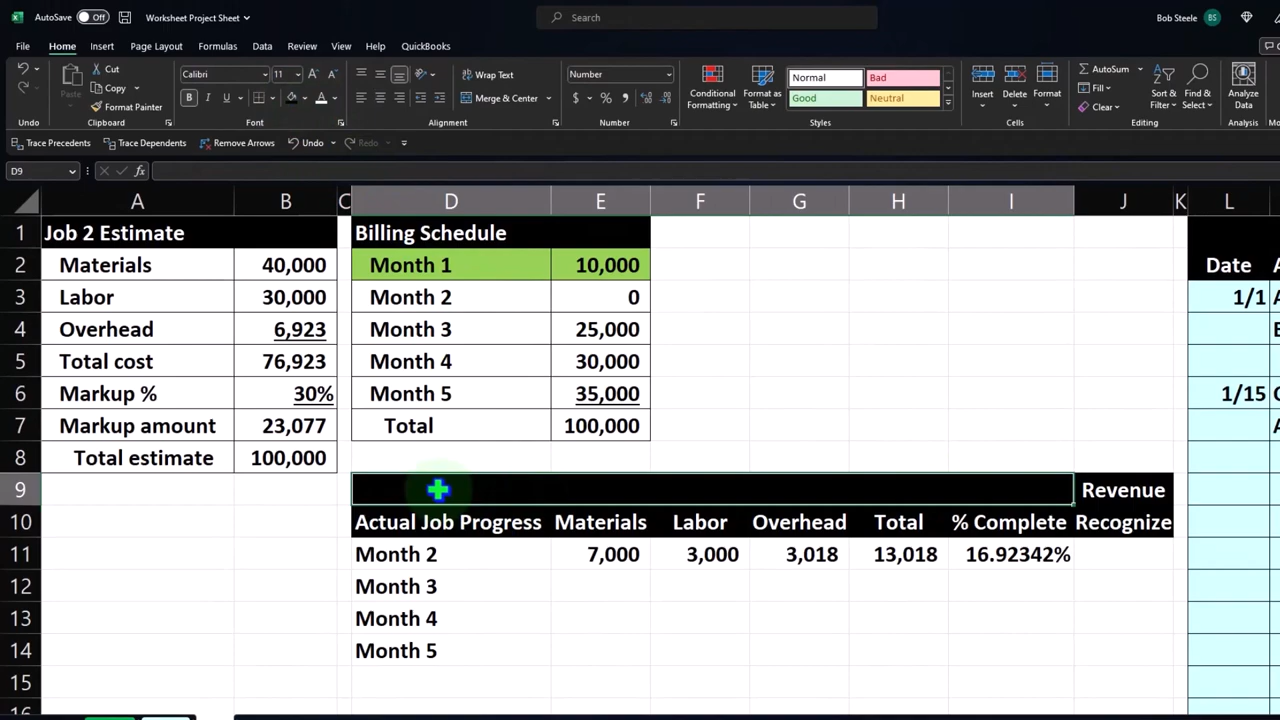 AutoSave Off Worksheet Project Sheet Search Bob Steele BS
File Home Insert Page Layout Formulas Data Review View Help QuickBooks
Cut Calibri 11 Wrap Text Number Normal Bad AutoSum
Paste Copy Conditional Formatting Format as Table Good Neutral Insert Delete Format Fill Sort & Filter Find & Select Analyze Data
Format Painter Merge & Center Clear
Undo Clipboard Font Alignment Number Styles Cells Editing Analysis
Trace Precedents Trace Dependents Remove Arrows Undo Redo
D9 fx
A B C D E F G H I J K L
1 Job 2 Estimate Billing Schedule
2 Materials 40,000 Month 1 10,000 Date
3 Labor 30,000 Month 2 0 1/1
4 Overhead 6,923 Month 3 25,000
5 Total cost 76,923 Month 4 30,000
6 Markup % 30% Month 5 35,000 1/15
7 Markup amount 23,077 Total 100,000
8 Total estimate 100,000
9 Revenue
10 Actual Job Progress Materials Labor Overhead Total % Complete Recognize
11 Month 2 7,000 3,000 3,018 13,018 16.92342%
12 Month 3
13 Month 4
14 Month 5
15